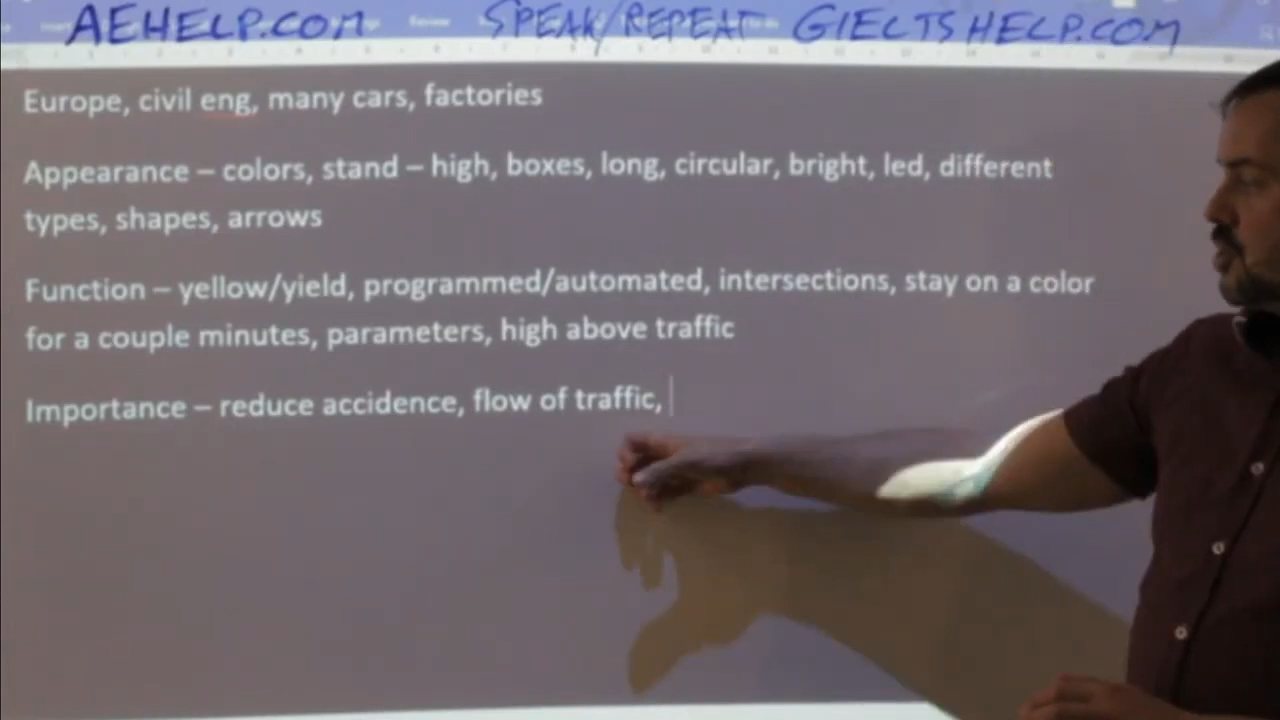 AEHELP.COM SPEAK/REPEAT GIELTSHELP.COM
Europe, civil eng, many cars, factories
Appearance – colors, stand – high, boxes, long, circular, bright, led, different
types, shapes, arrows
Function – yellow/yield, programmed/automated, intersections, stay on a color
for a couple minutes, parameters, high above traffic
Importance – reduce accidence, flow of traffic,